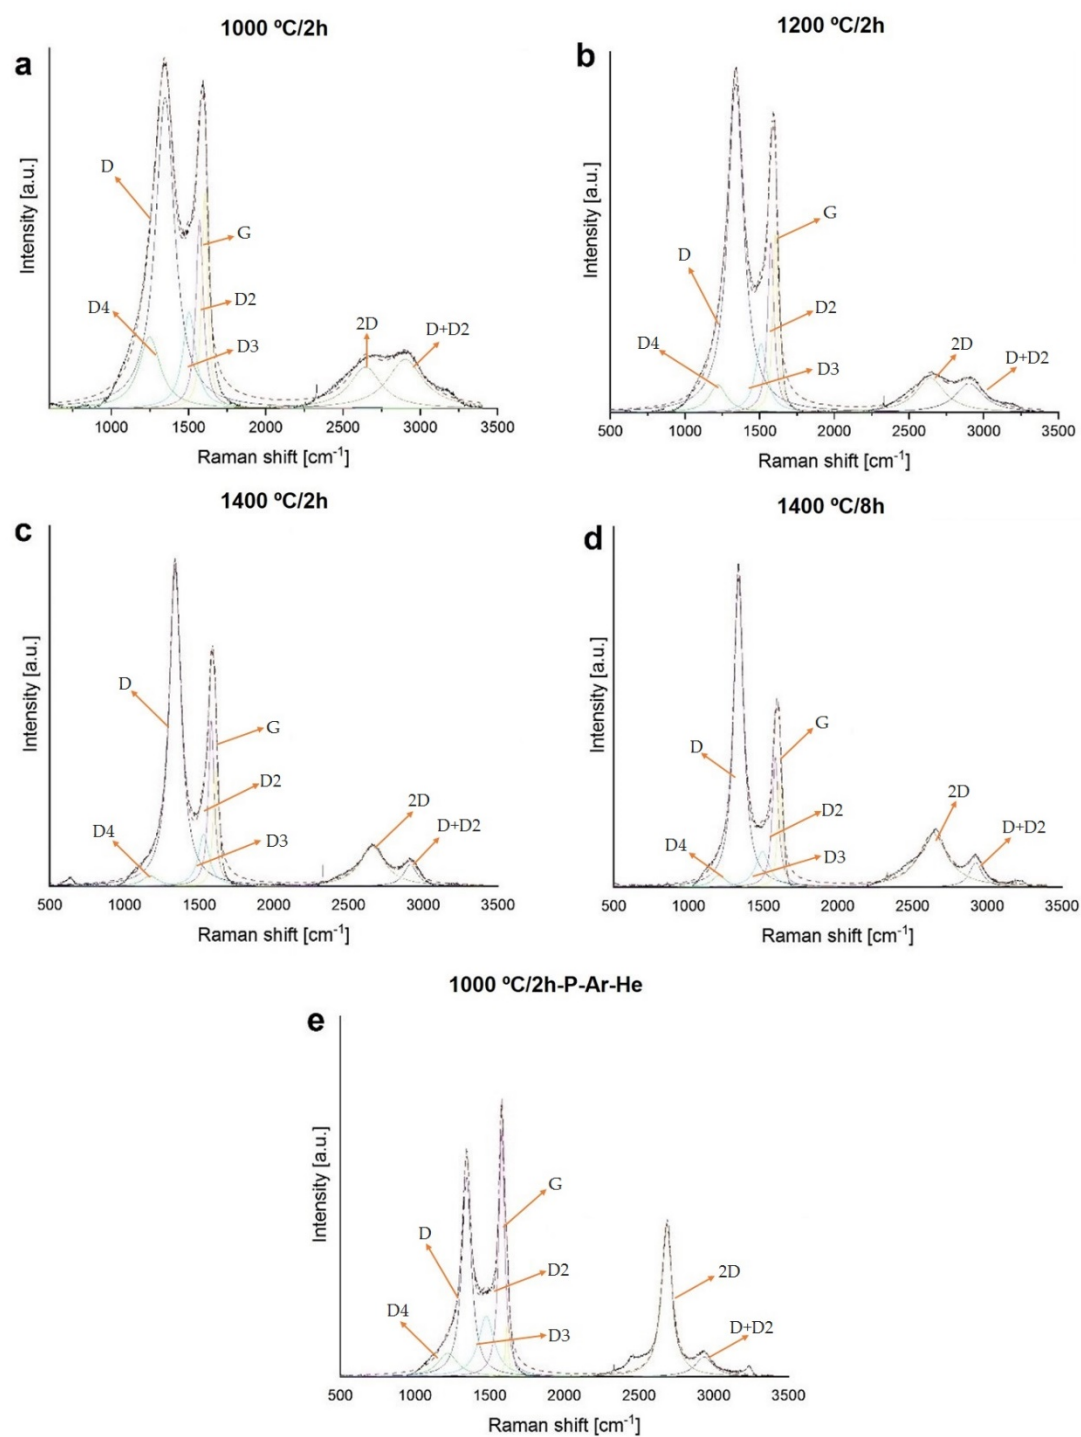 1000 ºC/2h
a
Intensity [a.u.]
D
D4
G
D2
D3
2D
D+D2
1000 1500 2000 2500 3000 3500
Raman shift [cm-1]
1200 ºC/2h
b
Intensity [a.u.]
D
D4
G
D2
D3
2D
D+D2
500 1000 1500 2000 2500 3000 3500
Raman shift [cm-1]
1400 ºC/2h
c
Intensity [a.u.]
D
D4
G
D2
D3
2D
D+D2
500 1000 1500 2000 2500 3000 3500
Raman shift [cm-1]
1400 ºC/8h
d
Intensity [a.u.]
D
D4
G
D2
D3
2D
D+D2
500 1000 1500 2000 2500 3000 3500
Raman shift [cm-1]
1000 ºC/2h-P-Ar-He
e
Intensity [a.u.]
D
D4
G
D2
D3
2D
D+D2
500 1000 1500 2000 2500 3000 3500
Raman shift [cm-1]